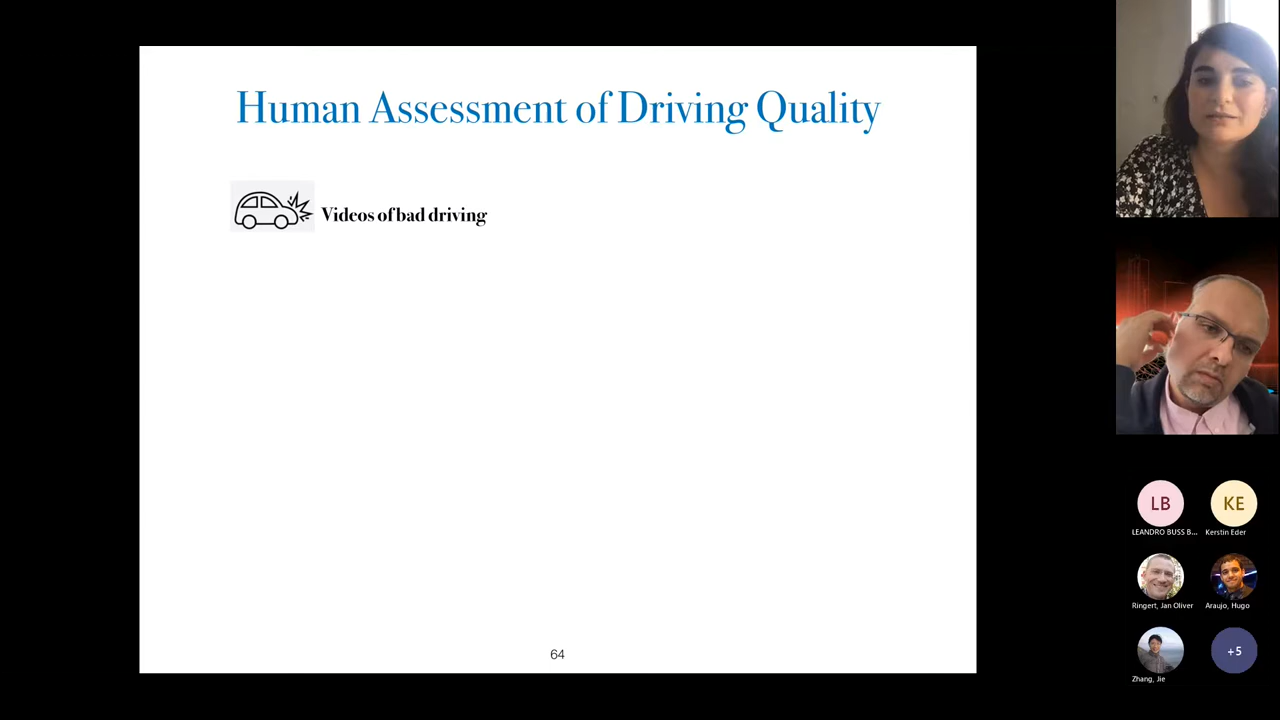 Human Assessment of Driving Quality
Videos of bad driving
64
LB
KE
LEANDRO BUSS B...
Kerstin Eder
Ringert, Jan Oliver
Araujo, Hugo
Zhang, Jie
+5